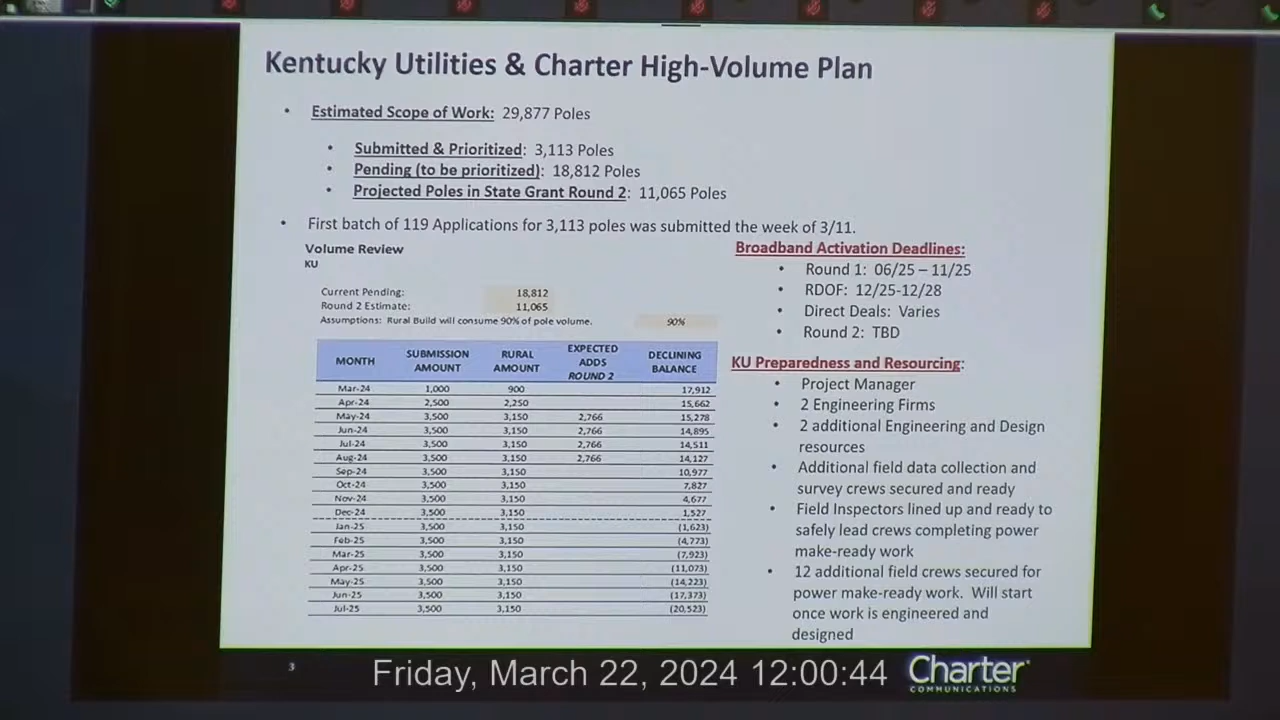 Kentucky Utilities & Charter High-Volume Plan
• Estimated Scope of Work: 29,877 Poles
• Submitted & Prioritized: 3,113 Poles
• Pending (to be prioritized): 18,812 Poles
• Projected Poles in State Grant Round 2: 11,065 Poles
• First batch of 119 Applications for 3,113 poles was submitted the week of 3/11.
Volume Review
KU
Current Pending: 18,812
Round 2 Estimate: 11,065
Assumptions: Rural Build will consume 90% of pole volume. 90%
MONTH SUBMISSION AMOUNT RURAL AMOUNT EXPECTED ADDS ROUND 2 DECLINING BALANCE
Mar-24 1,000 900 17,912
Apr-24 2,500 2,250 15,662
May-24 3,500 3,150 2,766 15,278
Jun-24 3,500 3,150 2,766 14,895
Jul-24 3,500 3,150 2,766 14,511
Aug-24 3,500 3,150 2,766 14,127
Sep-24 3,500 3,150 10,977
Oct-24 3,500 3,150 7,827
Nov-24 3,500 3,150 4,677
Dec-24 3,500 3,150 1,527
Jan-25 3,500 3,150 (1,623)
Feb-25 3,500 3,150 (4,773)
Mar-25 3,500 3,150 (7,923)
Apr-25 3,500 3,150 (11,073)
May-25 3,500 3,150 (14,223)
Jun-25 3,500 3,150 (17,373)
Jul-25 3,500 3,150 (20,523)
Broadband Activation Deadlines:
• Round 1: 06/25 – 11/25
• RDOF: 12/25-12/28
• Direct Deals: Varies
• Round 2: TBD
KU Preparedness and Resourcing:
• Project Manager
• 2 Engineering Firms
• 2 additional Engineering and Design
resources
• Additional field data collection and
survey crews secured and ready
• Field Inspectors lined up and ready to
safely lead crews completing power
make-ready work
• 12 additional field crews secured for
power make-ready work. Will start
once work is engineered and
designed
3
Friday, March 22, 2024 12:00:44
Charter
COMMUNICATIONS